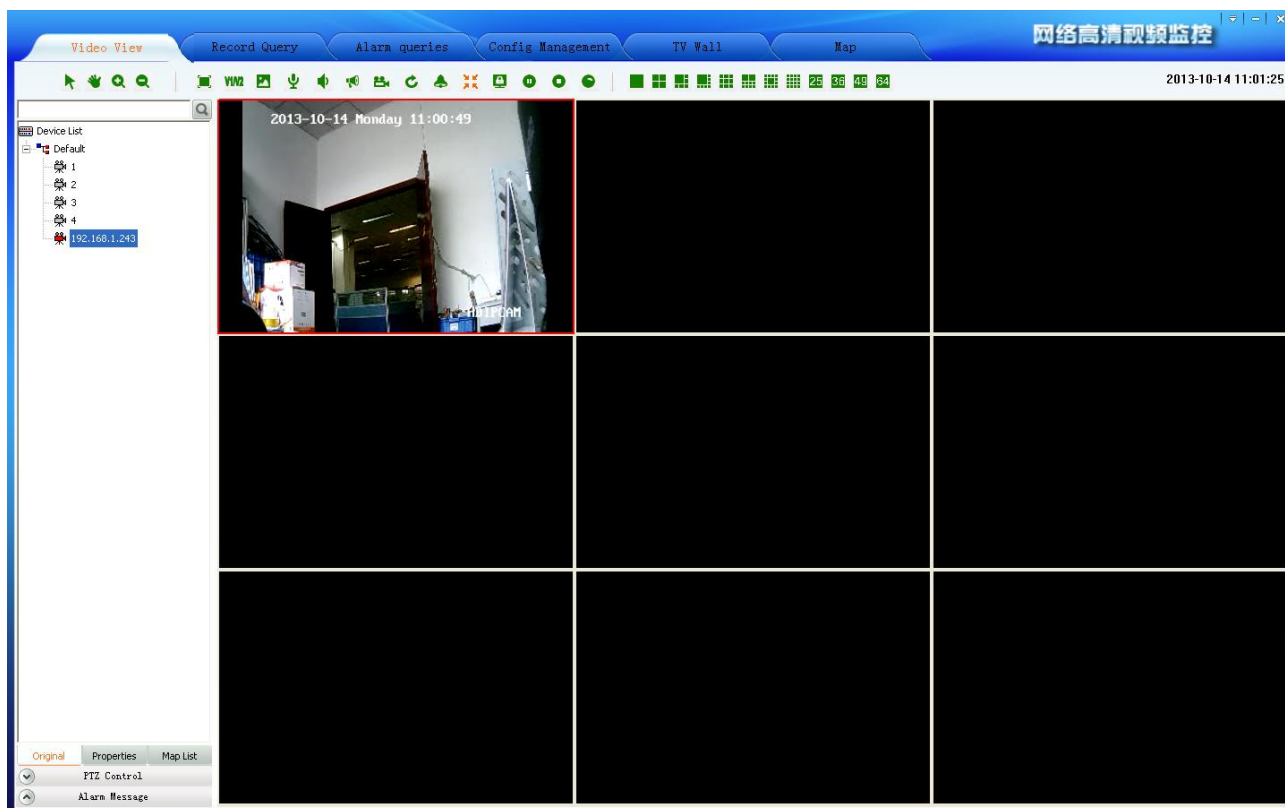 Video View
Record Query
Alarm queries
Config Management
TV Wall
Map
网络高清视频监控
25 36 49 64
2013-10-14 11:01:25
Device List
Default
1
2
3
4
192.168.1.243
2013-10-14 Monday 11:00:49
HDIPCAM
Original Properties Map List
PTZ Control
Alarm Message